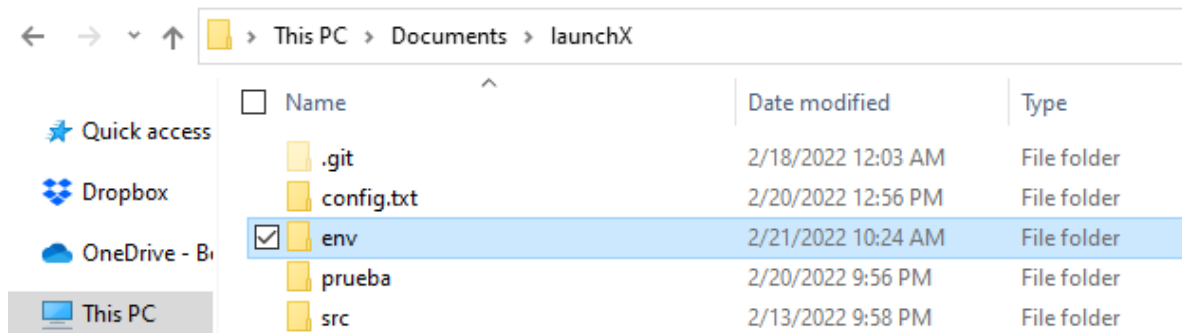 This PC > Documents > launchX
Name Date modified Type
Quick access
.git 2/18/2022 12:03 AM File folder
Dropbox
config.txt 2/20/2022 12:56 PM File folder
env 2/21/2022 10:24 AM File folder
OneDrive -
prueba 2/20/2022 9:56 PM File folder
This PC
src 2/13/2022 9:58 PM File folder